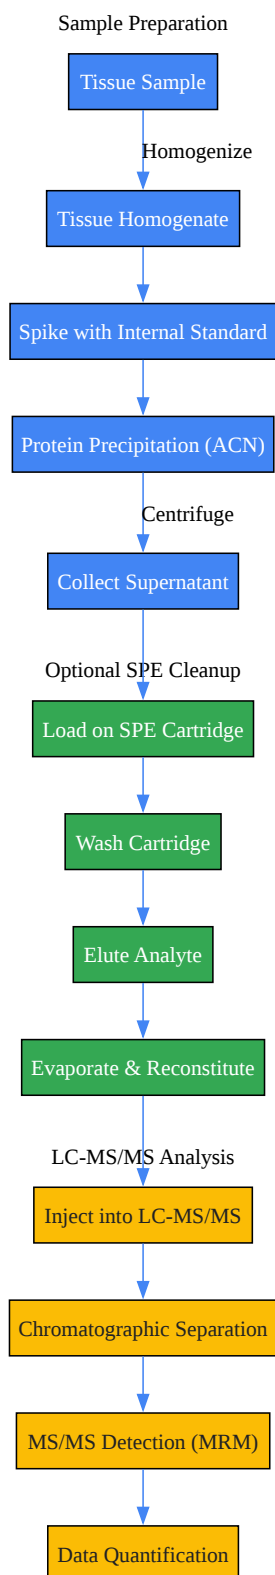 Sample Preparation
Tissue Sample
Homogenize
Tissue Homogenate
Spike with Internal Standard
Protein Precipitation (ACN)
Centrifuge
Collect Supernatant
Optional SPE Cleanup
Load on SPE Cartridge
Wash Cartridge
Elute Analyte
Evaporate & Reconstitute
LC-MS/MS Analysis
Inject into LC-MS/MS
Chromatographic Separation
MS/MS Detection (MRM)
Data Quantification